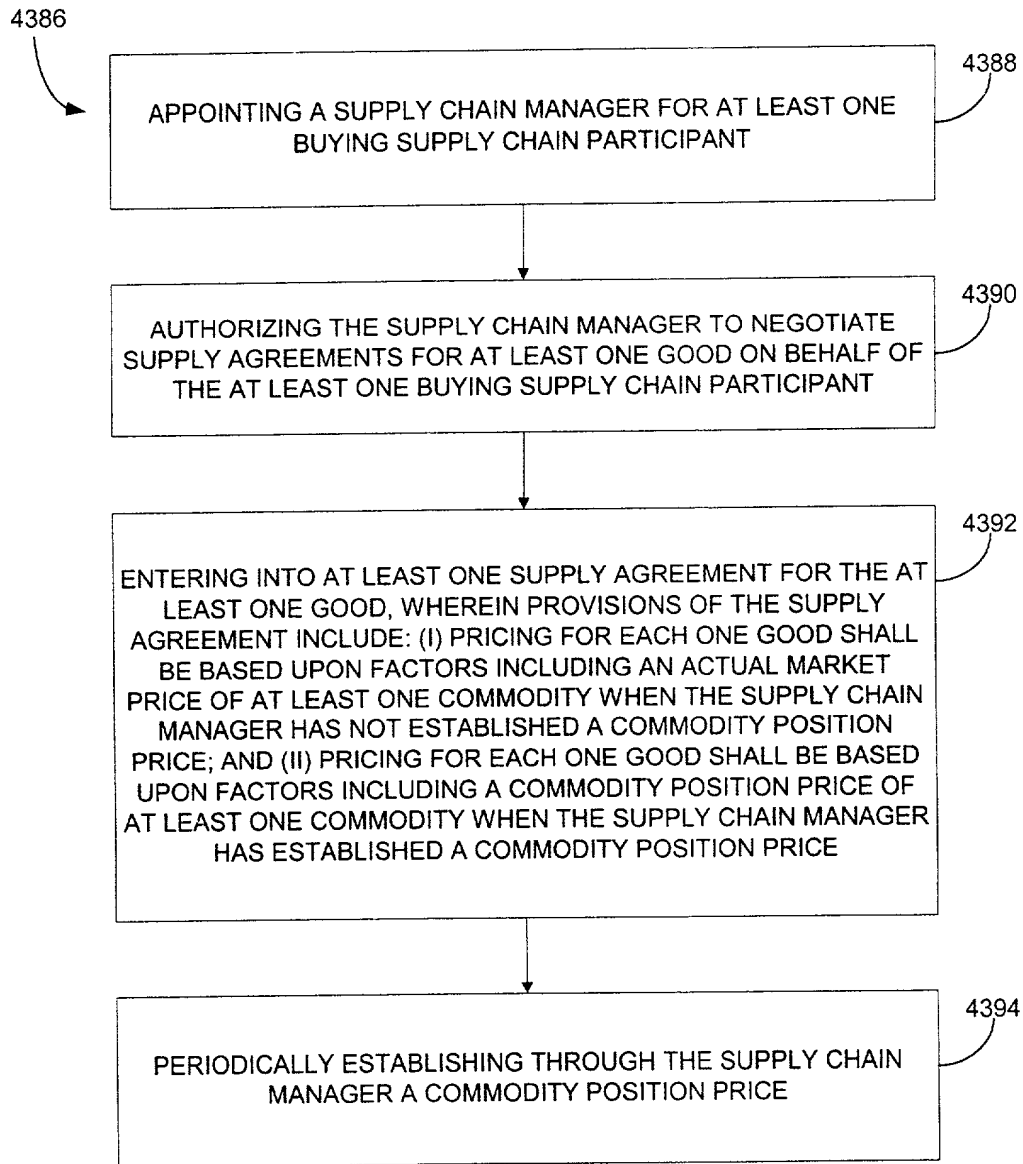 4386
4388
APPOINTING A SUPPLY CHAIN MANAGER FOR AT LEAST ONE
BUYING SUPPLY CHAIN PARTICIPANT
4390
AUTHORIZING THE SUPPLY CHAIN MANAGER TO NEGOTIATE
SUPPLY AGREEMENTS FOR AT LEAST ONE GOOD ON BEHALF OF
THE AT LEAST ONE BUYING SUPPLY CHAIN PARTICIPANT
4392
ENTERING INTO AT LEAST ONE SUPPLY AGREEMENT FOR THE AT
LEAST ONE GOOD, WHEREIN PROVISIONS OF THE SUPPLY
AGREEMENT INCLUDE: (I) PRICING FOR EACH ONE GOOD SHALL
BE BASED UPON FACTORS INCLUDING AN ACTUAL MARKET
PRICE OF AT LEAST ONE COMMODITY WHEN THE SUPPLY CHAIN
MANAGER HAS NOT ESTABLISHED A COMMODITY POSITION
PRICE; AND (II) PRICING FOR EACH ONE GOOD SHALL BE BASED
UPON FACTORS INCLUDING A COMMODITY POSITION PRICE OF
AT LEAST ONE COMMODITY WHEN THE SUPPLY CHAIN MANAGER
HAS ESTABLISHED A COMMODITY POSITION PRICE
4394
PERIODICALLY ESTABLISHING THROUGH THE SUPPLY CHAIN
MANAGER A COMMODITY POSITION PRICE